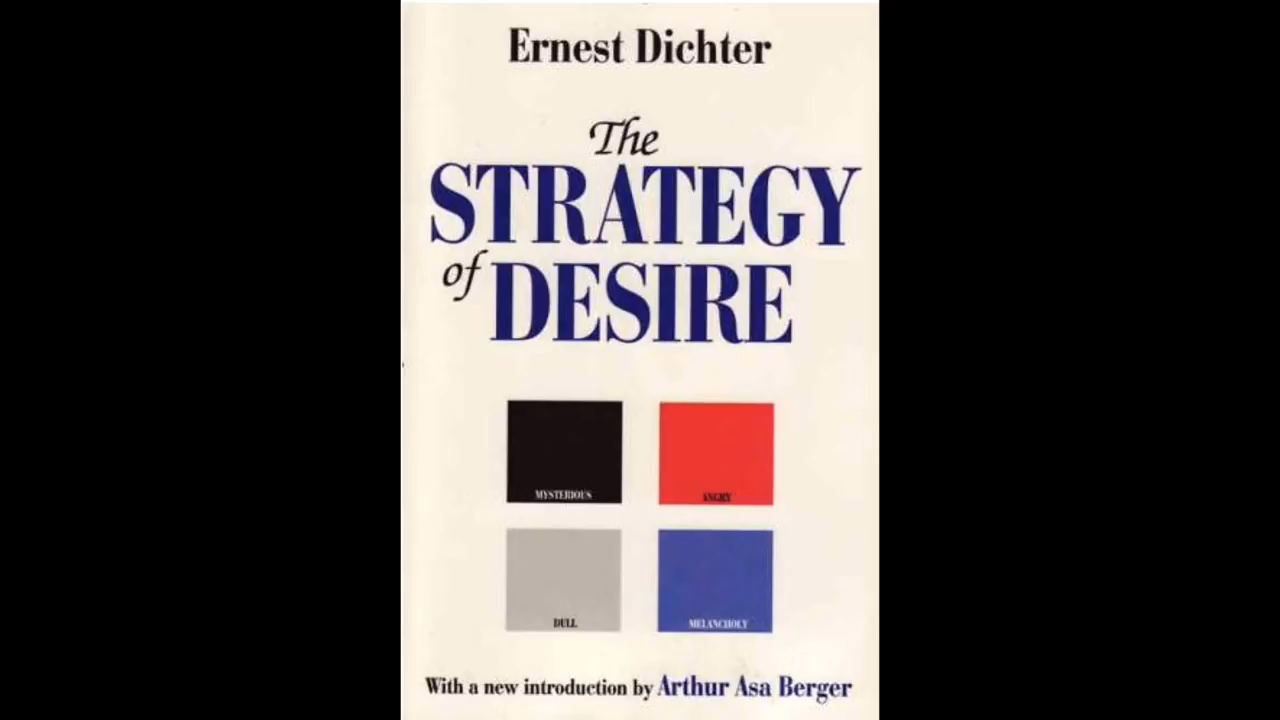 Ernest Dichter
The
STRATEGY
of DESIRE
MYSTERIOUS
ANGRY
DULL
MELANCHOLY
With a new introduction by Arthur Asa Berger